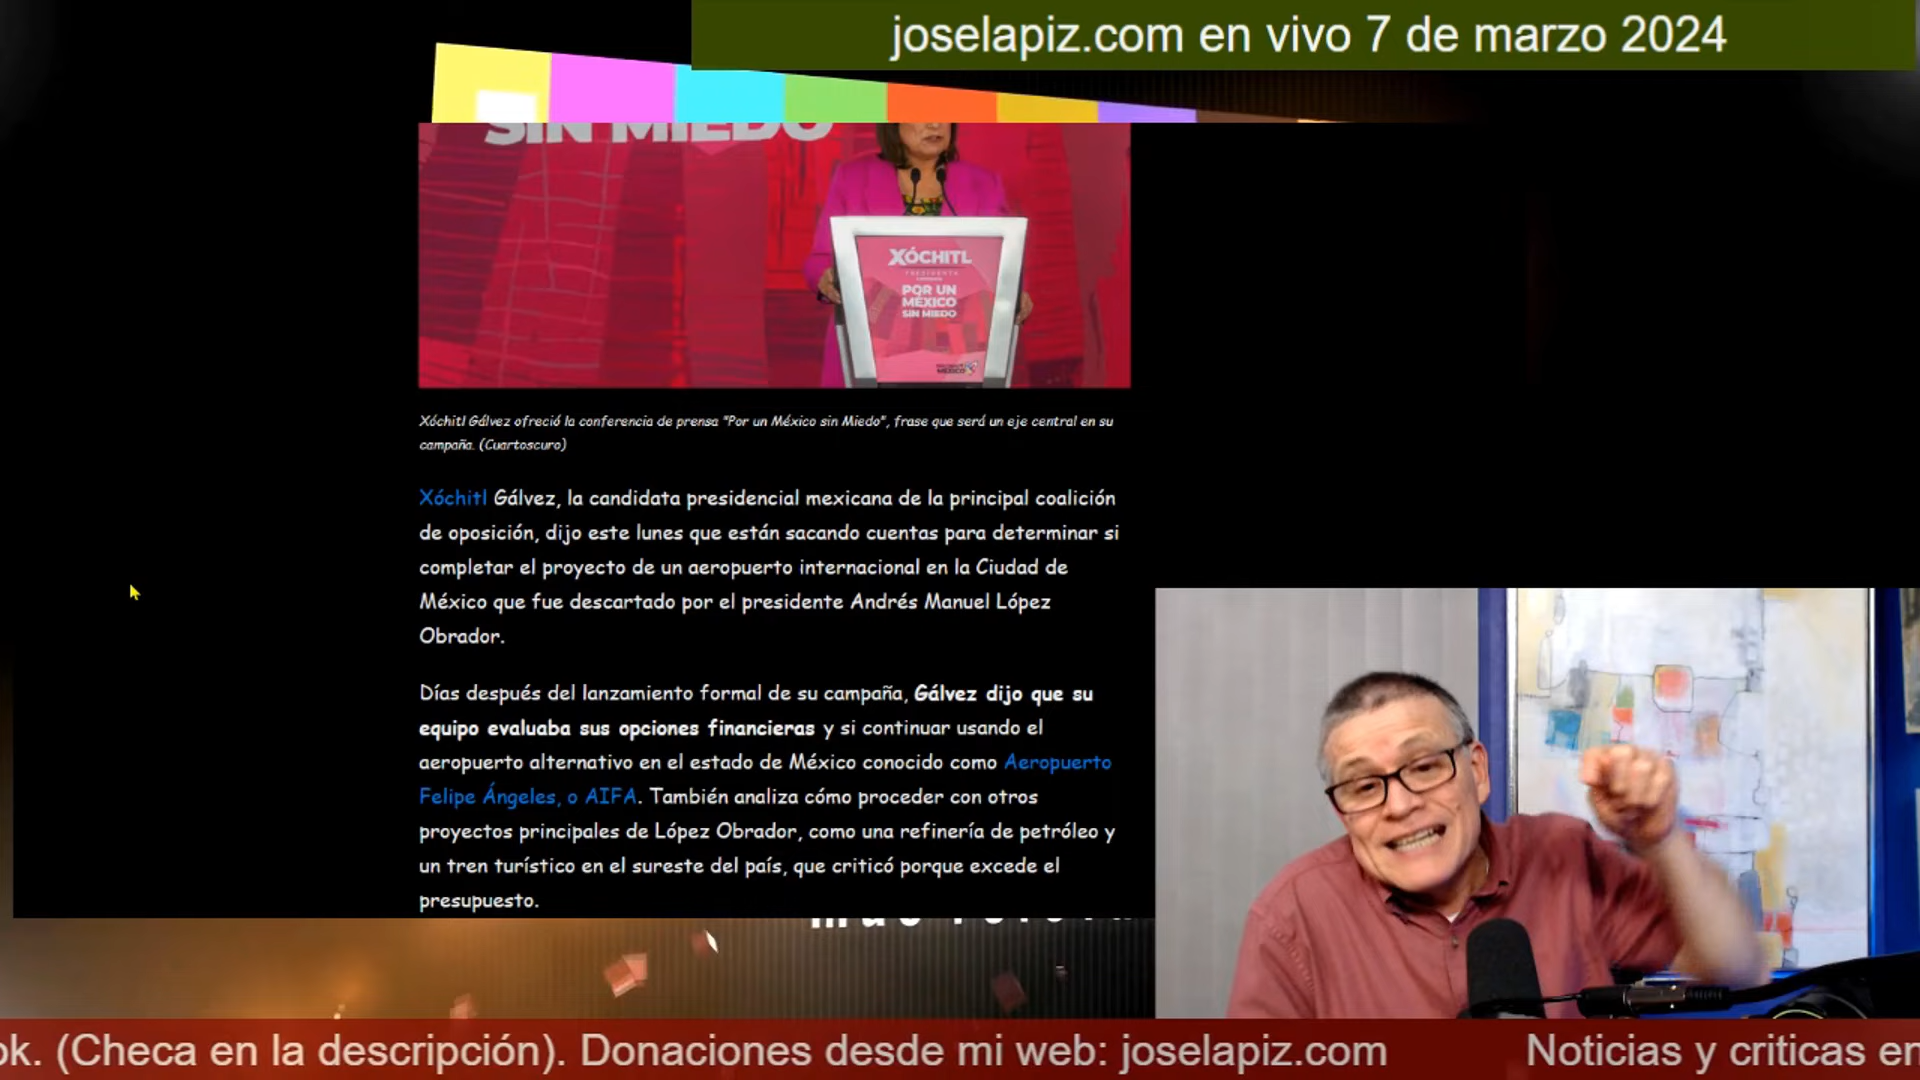 joselapiz.com en vivo 7 de marzo 2024
SIN MIEDO
XÓCHITL
PRESIDENTA
POR UN
MÉXICO
SIN MIEDO
MÉXICO
Xóchitl Gálvez ofreció la conferencia de prensa "Por un México sin Miedo", frase que será un eje central en su
campaña. (Cuartoscuro)
Xóchitl Gálvez, la candidata presidencial mexicana de la principal coalición
de oposición, dijo este lunes que están sacando cuentas para determinar si
completar el proyecto de un aeropuerto internacional en la Ciudad de
México que fue descartado por el presidente Andrés Manuel López
Obrador.
Días después del lanzamiento formal de su campaña, Gálvez dijo que su
equipo evaluaba sus opciones financieras y si continuar usando el
aeropuerto alternativo en el estado de México conocido como Aeropuerto
Felipe Ángeles, o AIFA. También analiza cómo proceder con otros
proyectos principales de López Obrador, como una refinería de petróleo y
un tren turístico en el sureste del país, que criticó porque excede el
presupuesto.
ok. (Checa en la descripción). Donaciones desde mi web: joselapiz.com Noticias y criticas en